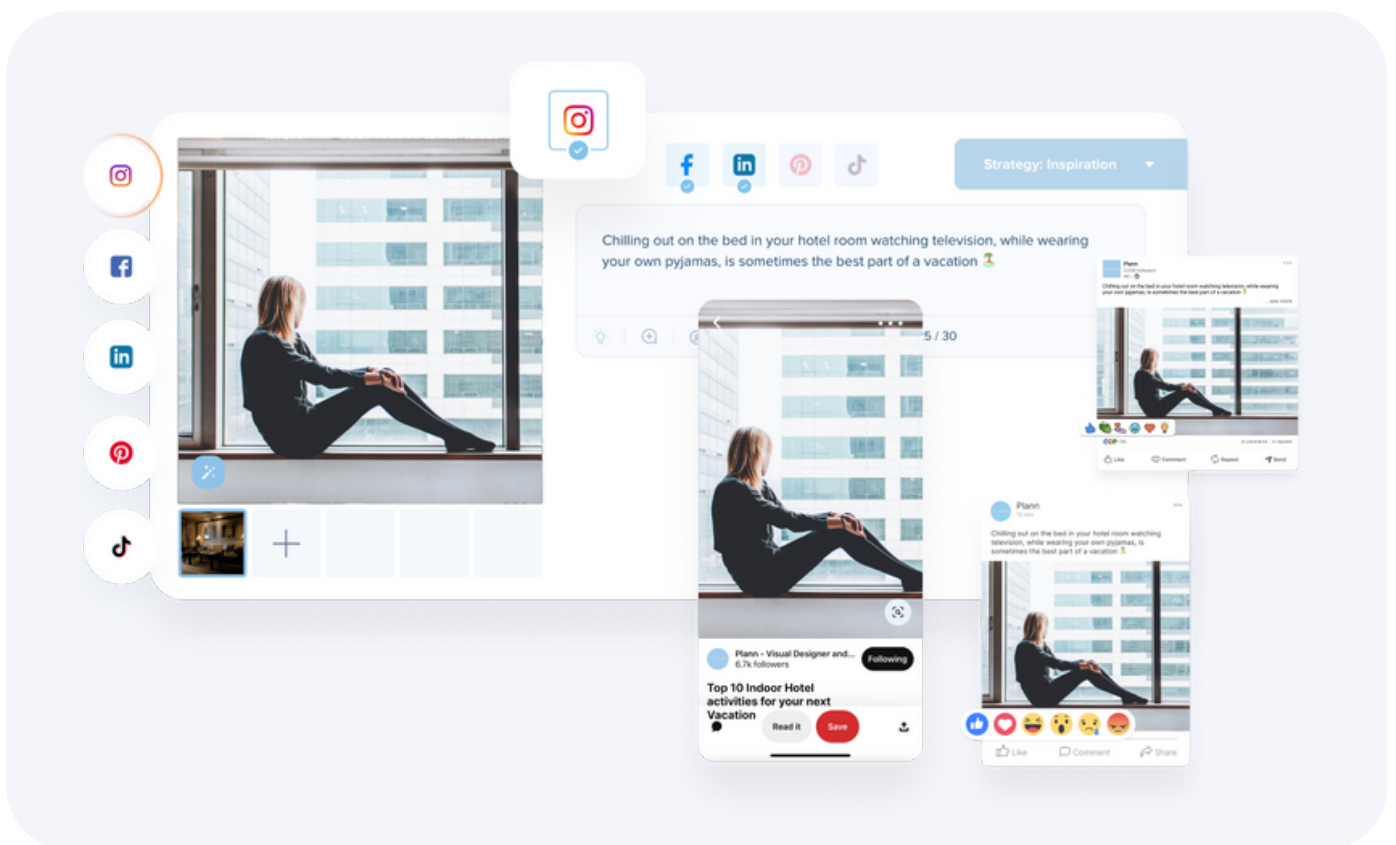 Strategy: Inspiration
Chilling out on the bed in your hotel room watching television, while wearing
your own pyjamas, is sometimes the best part of a vacation 🏝️
5 / 30
Plann - Visual Designer and...
6.7k followers
Following
Top 10 Indoor Hotel
activities for your next
Vacation
Read it
Save
Plann
Chilling out on the bed in your hotel room watching television, while wearing
your own pyjamas, is sometimes the best part of a vacation 🏝️
...see more
Like
Comment
Repost
Send
Plann
Chilling out on the bed in your hotel room watching
television, while wearing your own pyjamas, is
sometimes the best part of a vacation 🏝️
Like
Comment
Share